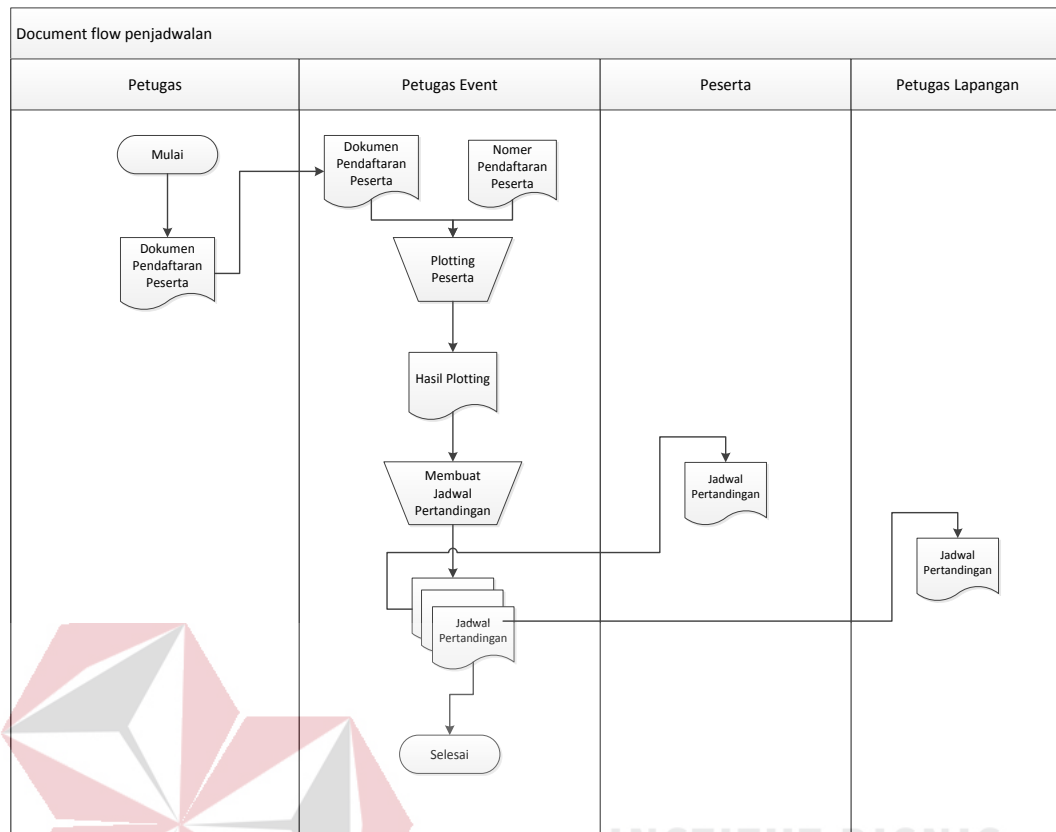 Document flow penjadwalan
Petugas
Petugas Event
Peserta
Petugas Lapangan
Mulai
Dokumen
Pendaftaran
Peserta
Dokumen
Pendaftaran
Peserta
Nomer
Pendaftaran
Peserta
Plotting
Peserta
Hasil Plotting
Membuat
Jadwal
Pertandingan
Jadwal
Pertandingan
Jadwal
Pertandingan
Jadwal
Pertandingan
Selesai